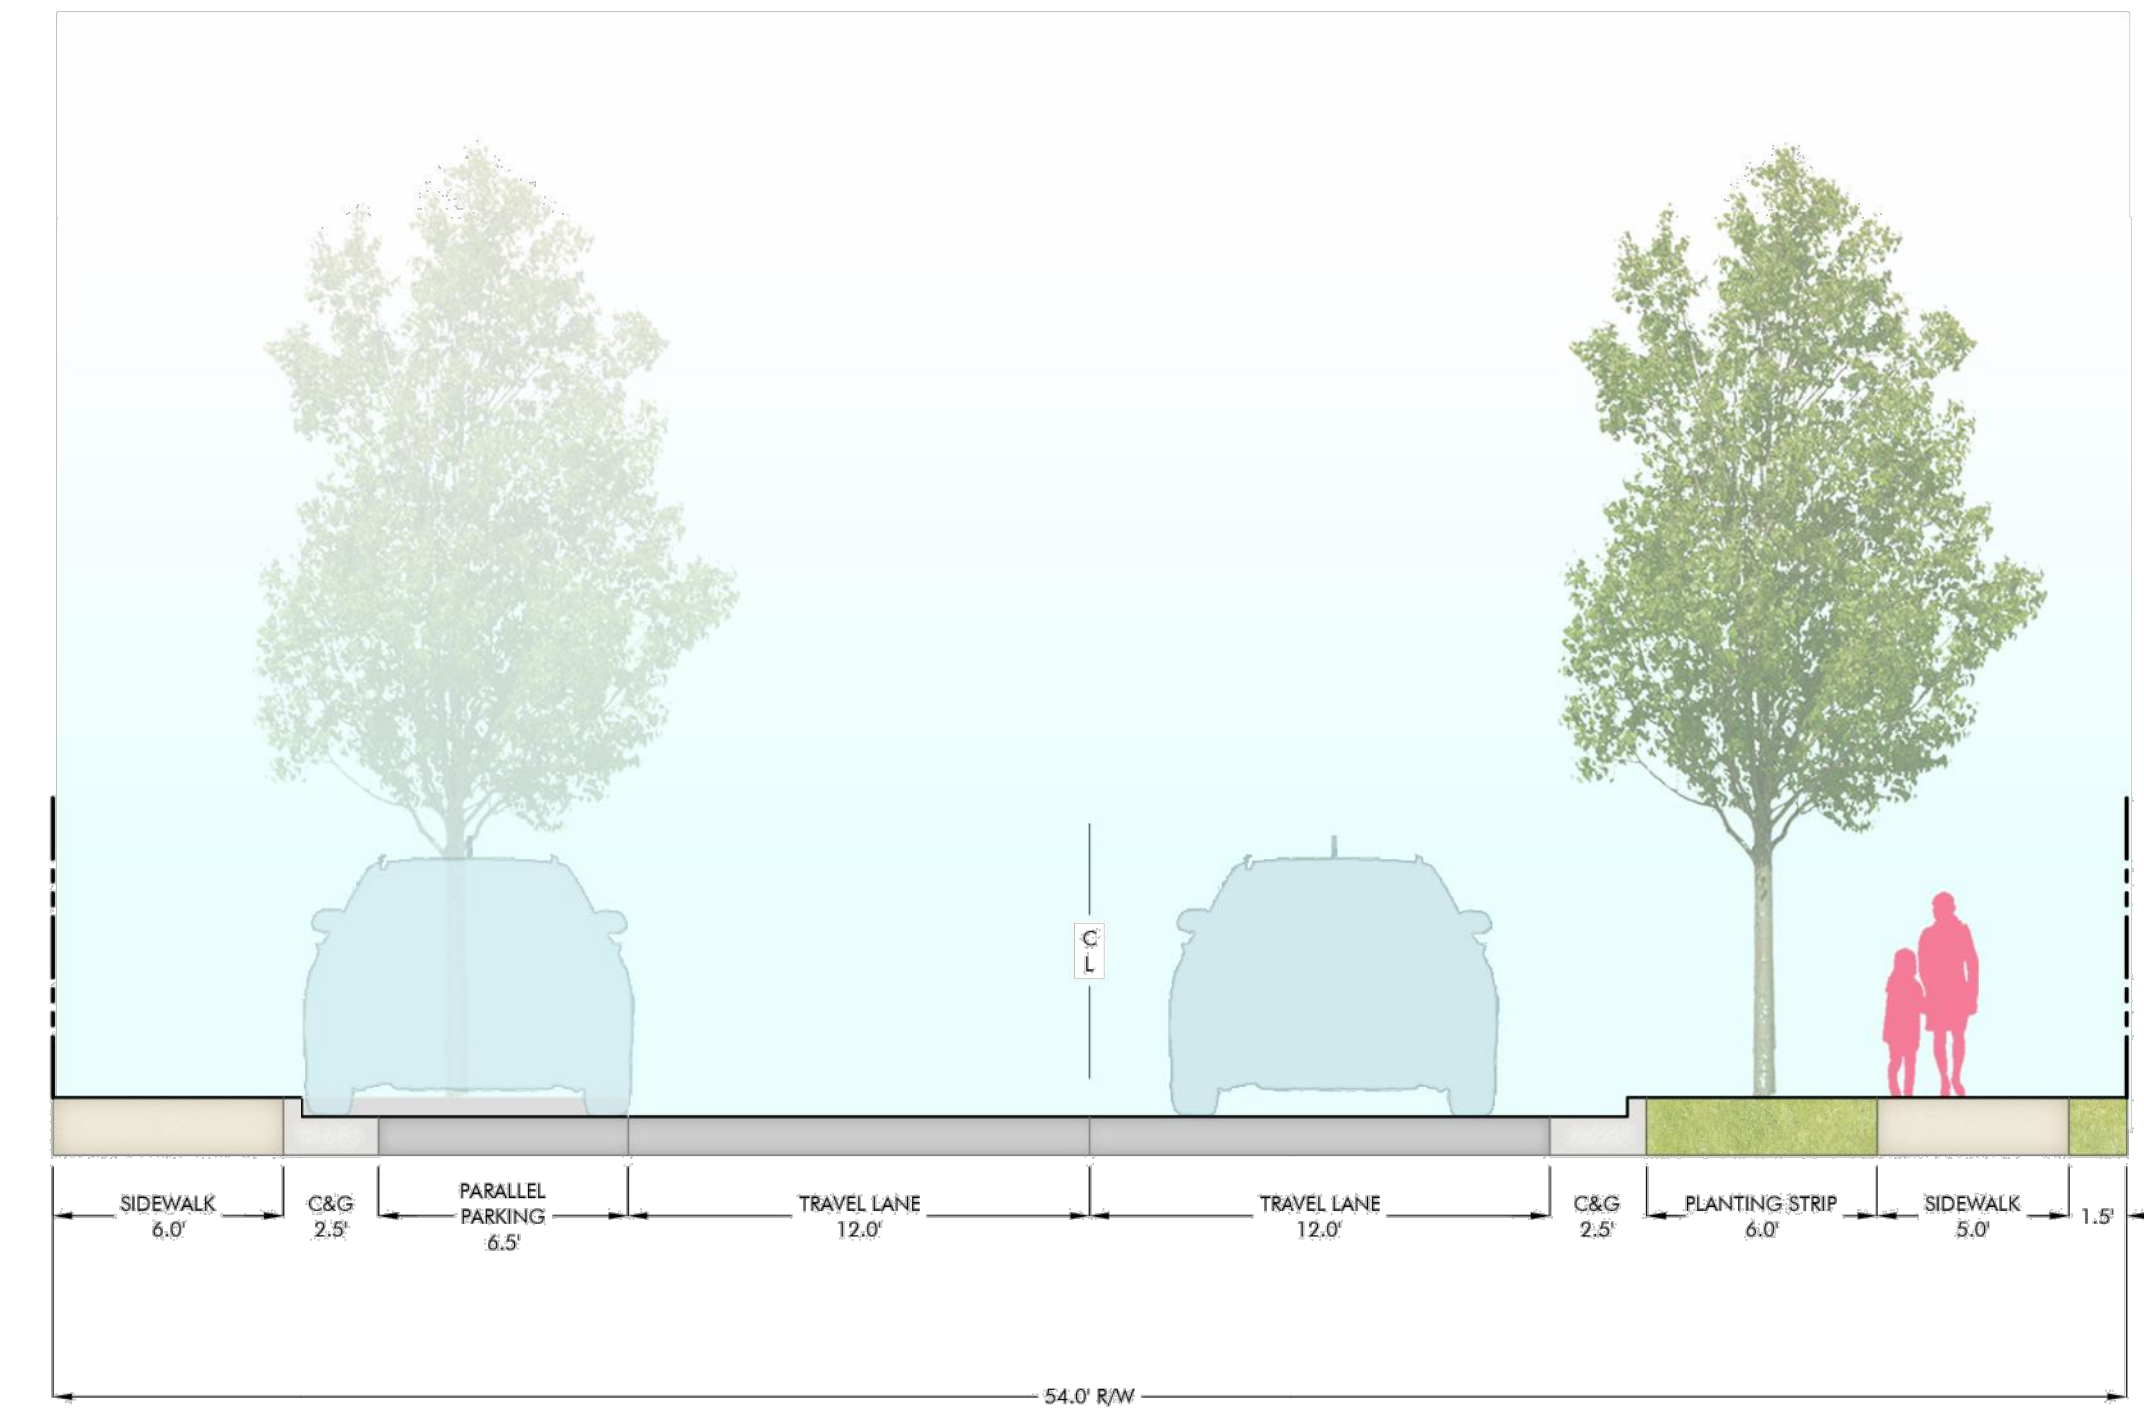 C
L
SIDEWALK
6.0'
C&G
2.5'
PARALLEL
PARKING
6.5'
TRAVEL LANE
12.0'
TRAVEL LANE
12.0'
C&G
2.5'
PLANTING STRIP
6.0'
SIDEWALK
5.0'
1.5'
54.0' R/W